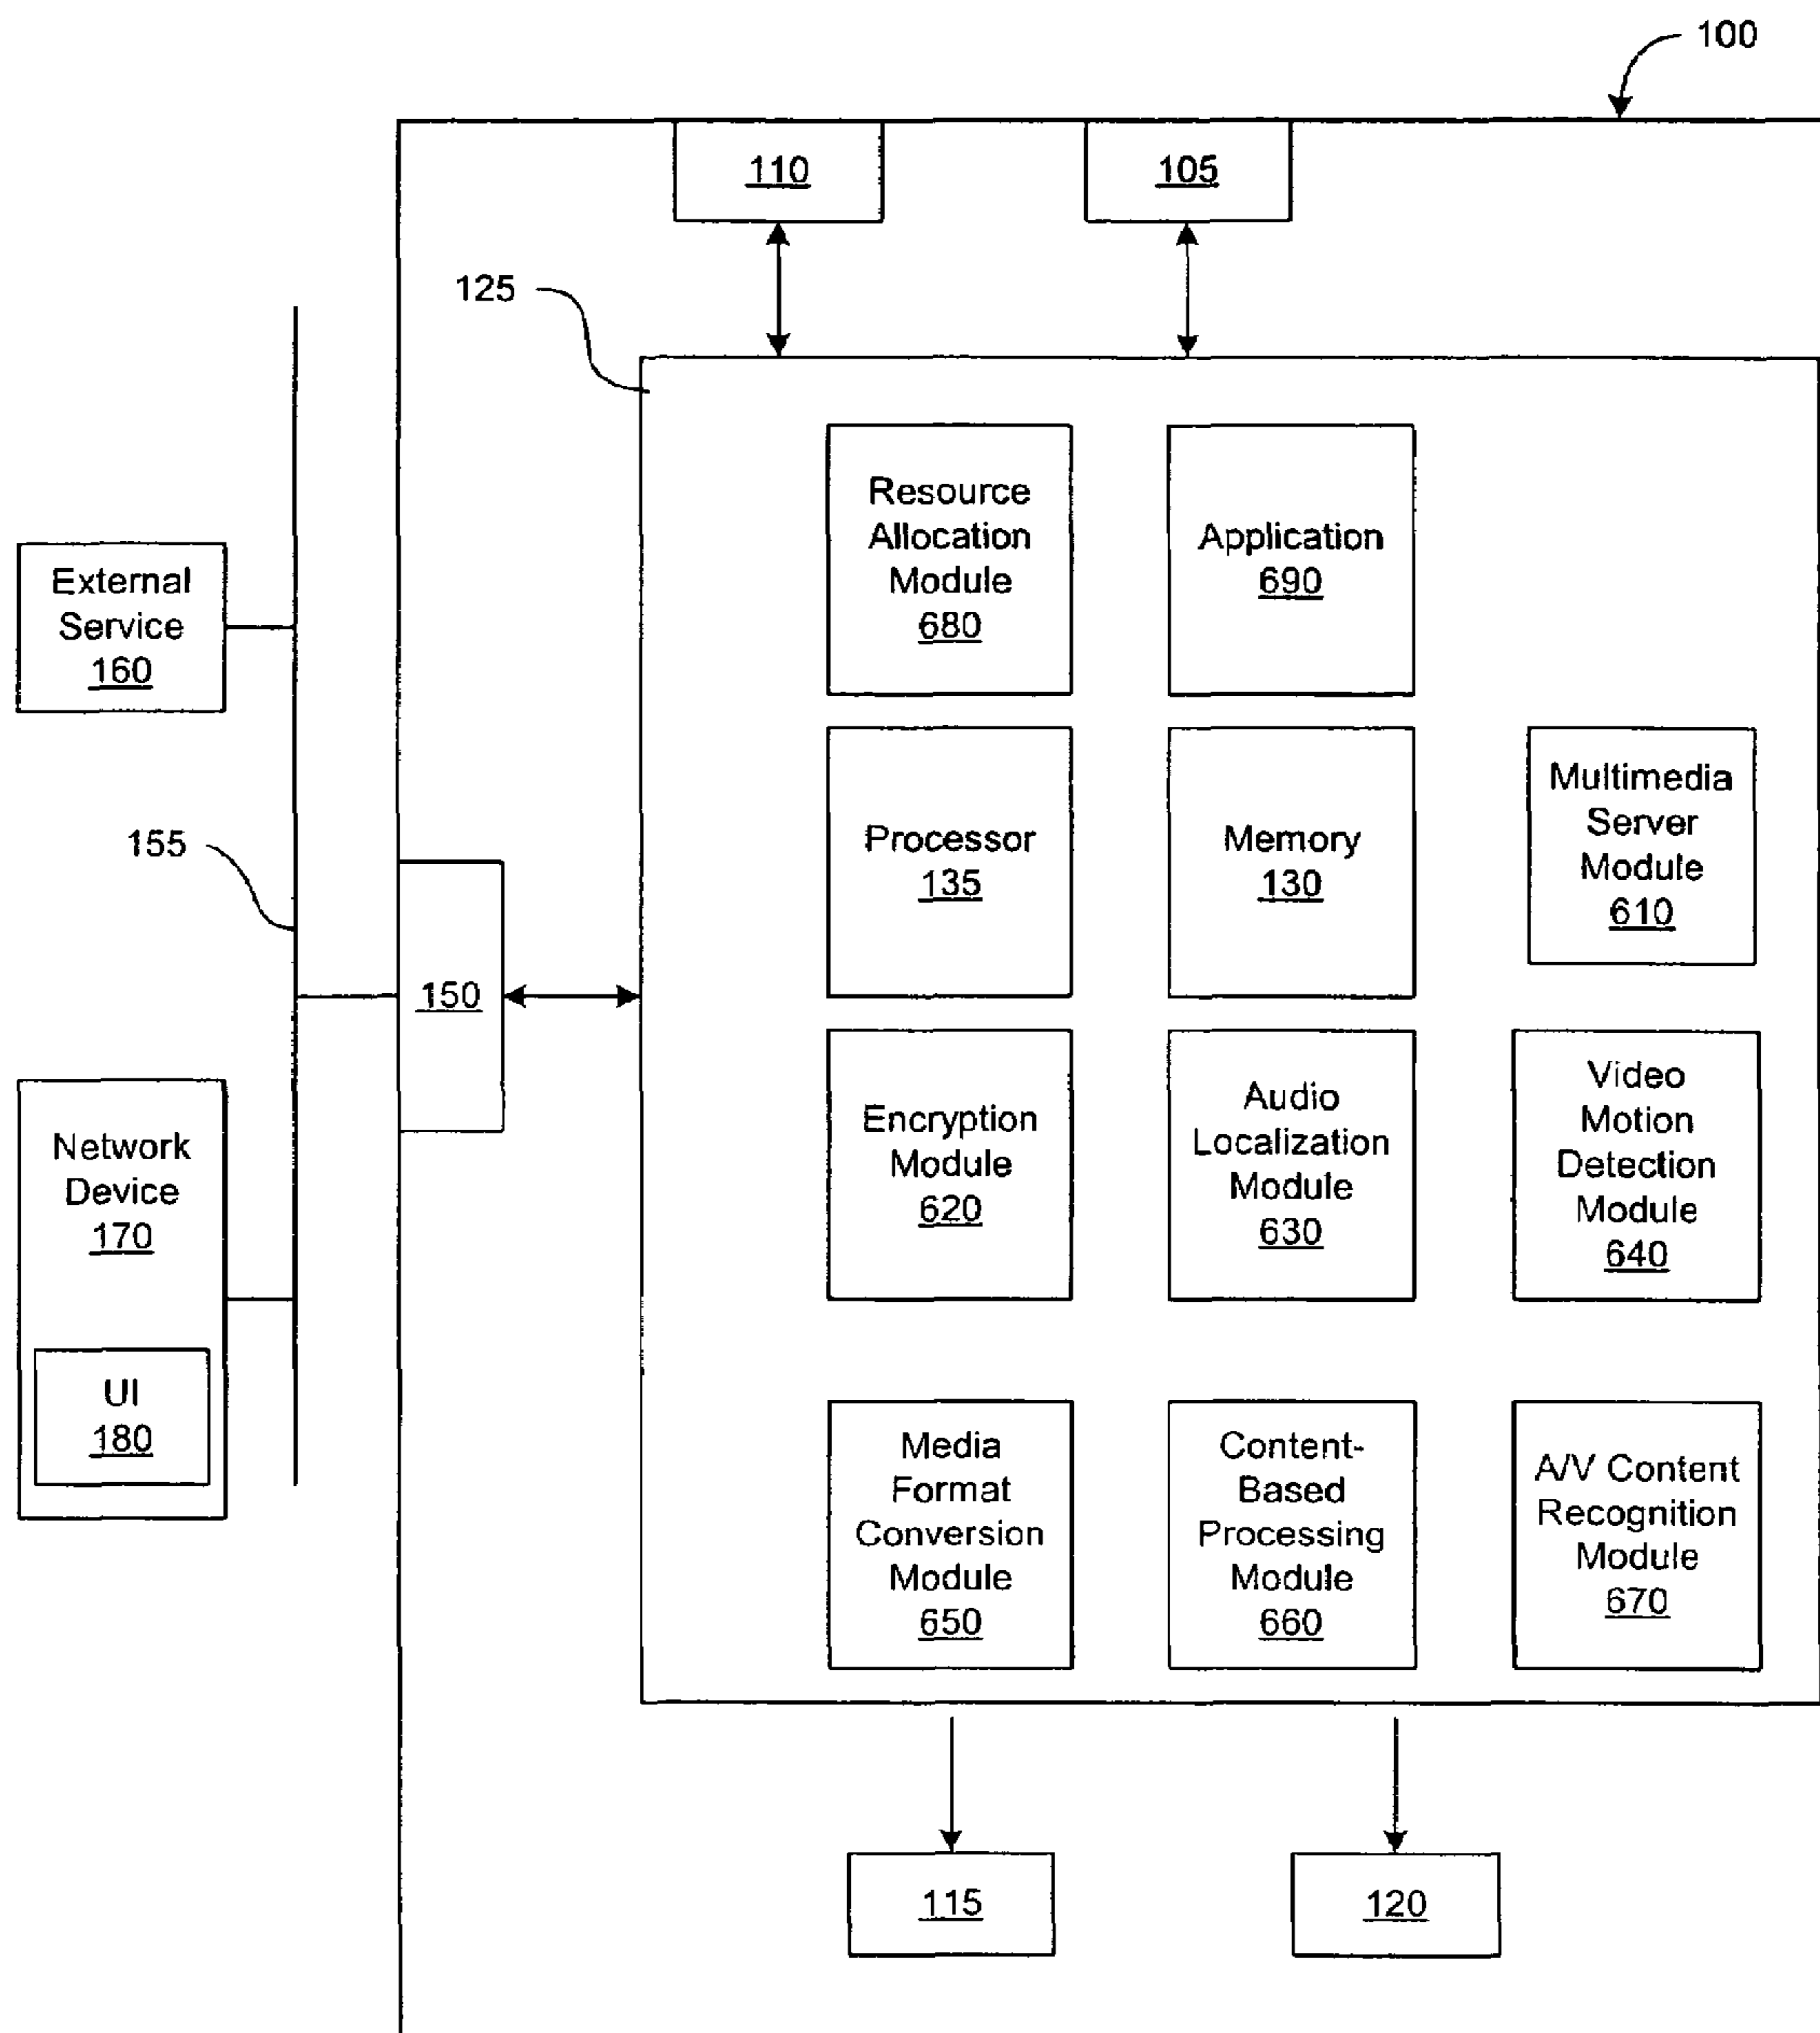 100
110
105
125
Resource
Allocation
Module
680
Application
690
External
Service
160
Processor
135
Memory
130
Multimedia
Server
Module
610
155
150
Encryption
Module
620
Audio
Localization
Module
630
Video
Motion
Detection
Module
640
Network
Device
170
UI
180
Media
Format
Conversion
Module
650
Content-
Based
Processing
Module
660
A/V Content
Recognition
Module
670
115
120